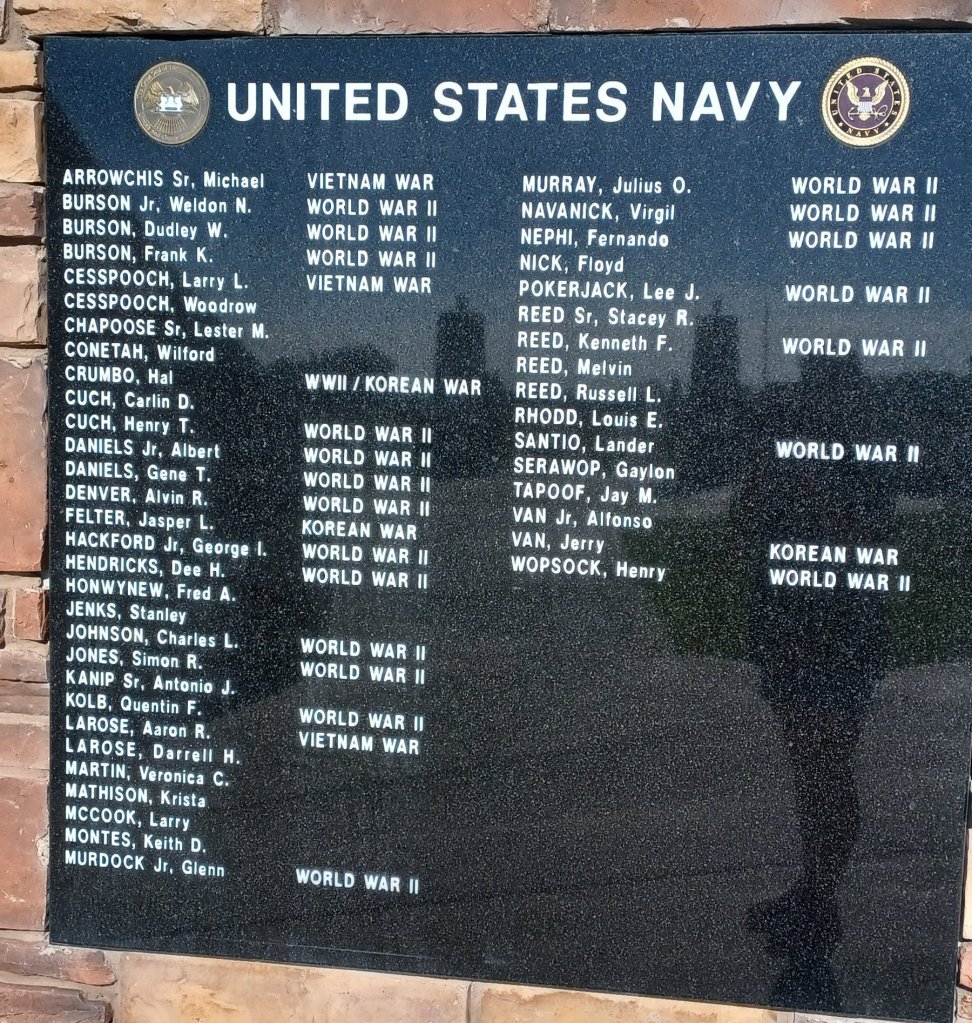 UNITED STATES NAVY
UNITED STATES NAVY
ARROWCHIS Sr, Michael VIETNAM WAR
BURSON Jr, Weldon N. WORLD WAR II
BURSON, Dudley W. WORLD WAR II
BURSON, Frank K. WORLD WAR II
CESSPOOCH, Larry L. VIETNAM WAR
CESSPOOCH, Woodrow
CHAPOOSE Sr, Lester M.
CONETAH, Wilford
CRUMBO, Hal WWII / KOREAN WAR
CUCH, Carlin D.
CUCH, Henry T. WORLD WAR II
DANIELS Jr, Albert WORLD WAR II
DANIELS, Gene T. WORLD WAR II
DENVER, Alvin R. WORLD WAR II
FELTER, Jasper L. KOREAN WAR
HACKFORD Jr, George I. WORLD WAR II
HENDRICKS, Dee H. WORLD WAR II
HONWYNEW, Fred A.
JENKS, Stanley
JOHNSON, Charles L. WORLD WAR II
JONES, Simon R. WORLD WAR II
KANIP Sr, Antonio J.
KOLB, Quentin F. WORLD WAR II
LAROSE, Aaron R. VIETNAM WAR
LAROSE, Darrell H.
MARTIN, Veronica C.
MATHISON, Krista
MCCOOK, Larry
MONTES, Keith D.
MURDOCK Jr, Glenn WORLD WAR II
MURRAY, Julius O. WORLD WAR II
NAVANICK, Virgil WORLD WAR II
NEPHI, Fernando WORLD WAR II
NICK, Floyd
POKERJACK, Lee J. WORLD WAR II
REED Sr, Stacey R.
REED, Kenneth F. WORLD WAR II
REED, Melvin
REED, Russell L.
RHODD, Louis E.
SANTIO, Lander WORLD WAR II
SERAWOP, Gaylon
TAPOOF, Jay M.
VAN Jr, Alfonso
VAN, Jerry KOREAN WAR
WOPSOCK, Henry WORLD WAR II